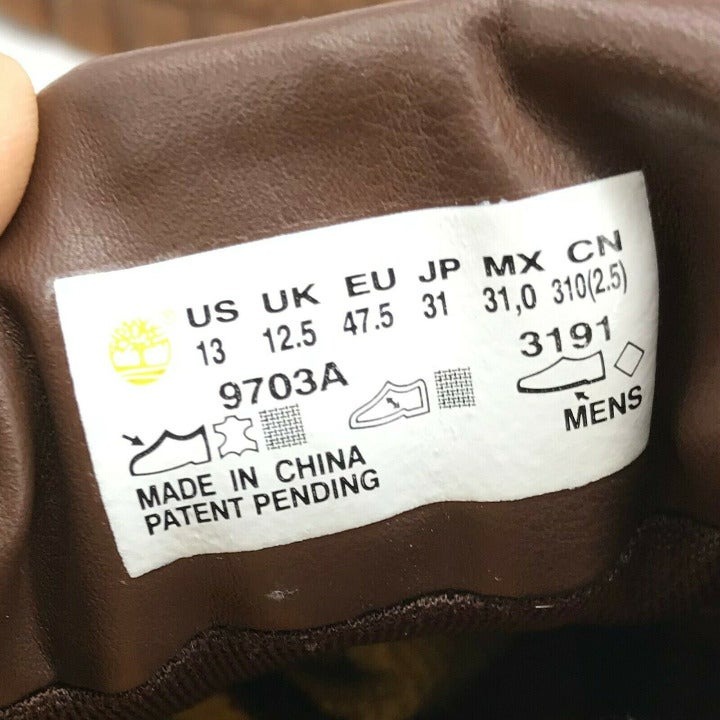 US UK EU JP MX CN
13 12.5 47.5 31 31,0 310(2.5)
9703A 3191
MENS
MADE IN CHINA
PATENT PENDING